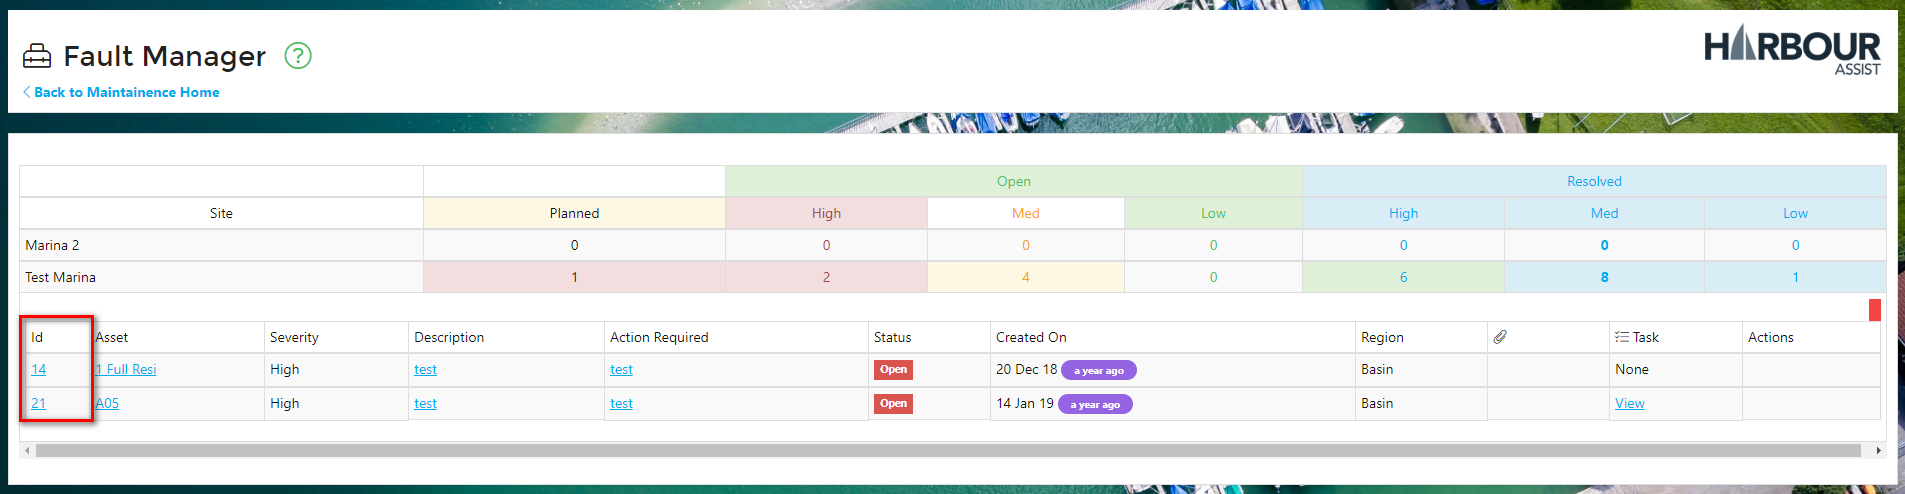 Fault Manager ?
Back to Maintainence Home
HARBOUR
ASSIST
Open Resolved
Site Planned High Med Low High Med Low
Marina 2 0 0 0 0 0 0 0
Test Marina 1 2 4 0 6 8 1
Id Asset Severity Description Action Required Status Created On Region Task Actions
14 1 Full Resi High test test Open 20 Dec 18 a year ago Basin None
21 A05 High test test Open 14 Jan 19 a year ago Basin View